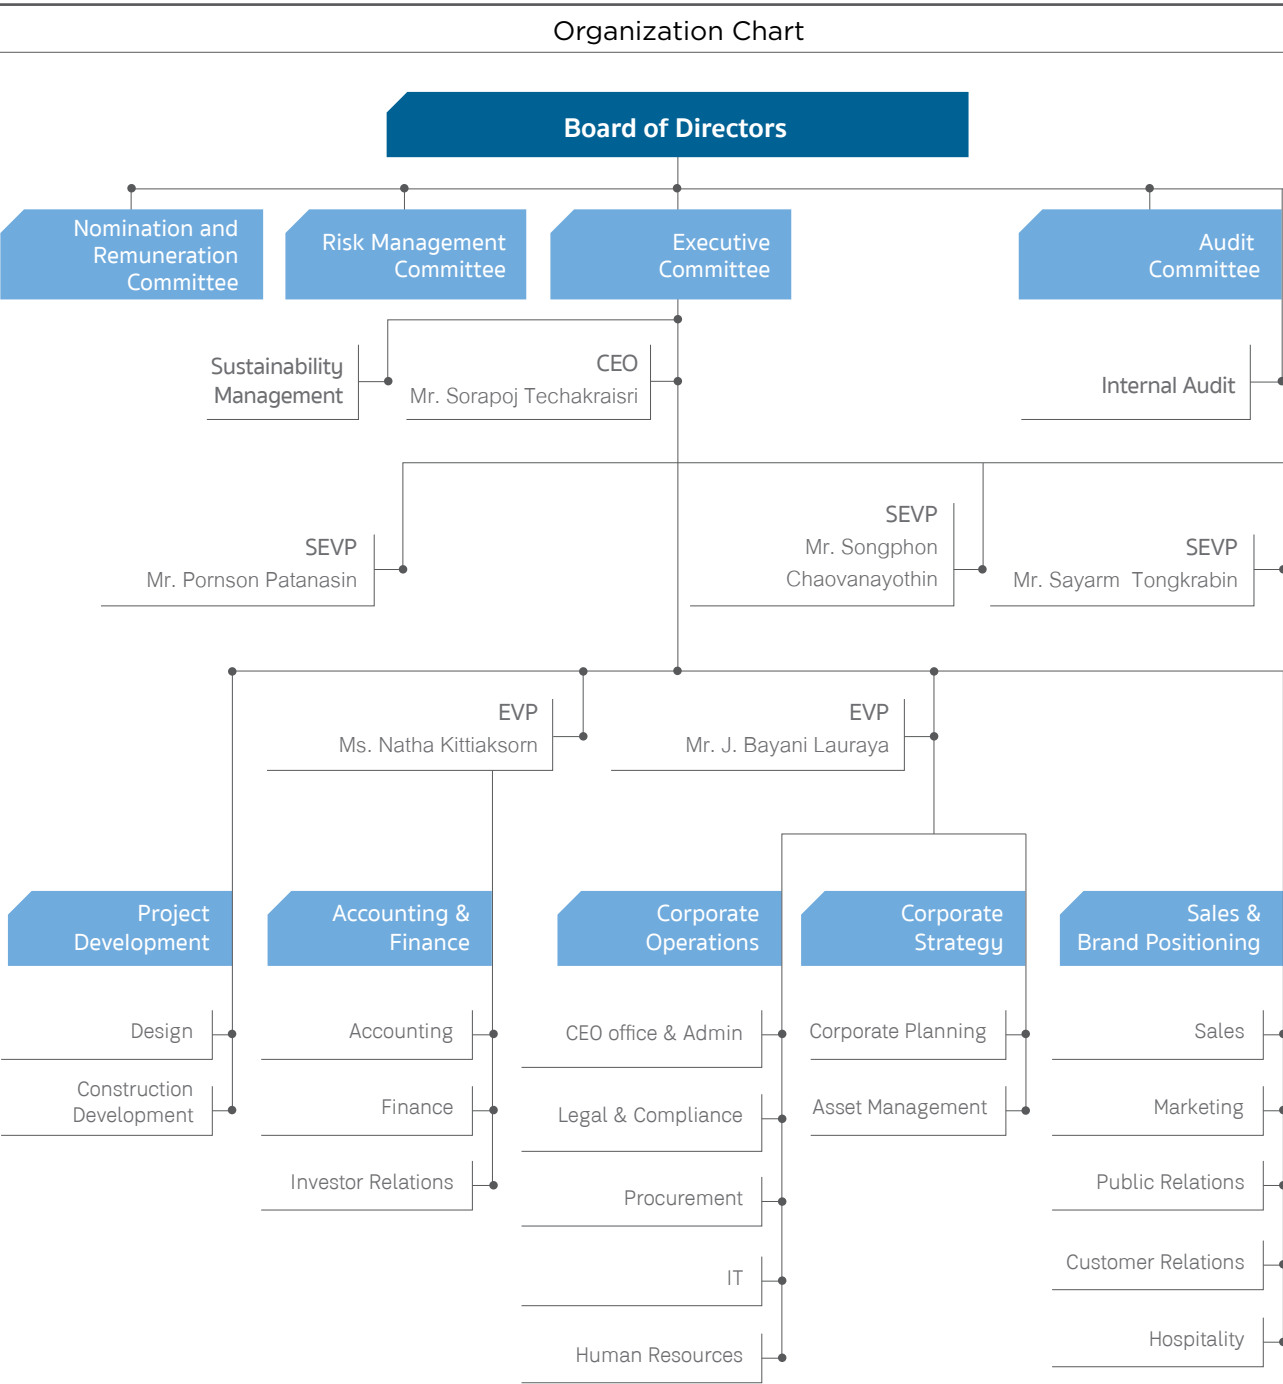 Organization Chart
Board of Directors
Nomination and
Remuneration
Committee
Risk Management
Committee
Executive
Committee
Audit
Committee
Sustainability
Management
CEO
Mr. Sorapoj Techakraisri
Internal Audit
SEVP
Mr. Pornson Patanasin
SEVP
Mr. Songphon
Chaovanayothin
SEVP
Mr. Sayarm  Tongkrabin
EVP
Ms. Natha Kittiaksorn
EVP
Mr. J. Bayani Lauraya
Project
Development
Design
Construction
Development
Accounting &
Finance
Accounting
Finance
Investor Relations
Corporate
Operations
CEO office & Admin
Legal & Compliance
Procurement
IT
Human Resources
Corporate
Strategy
Corporate Planning
Asset Management
Sales &
Brand Positioning
Sales
Marketing
Public Relations
Customer Relations
Hospitality